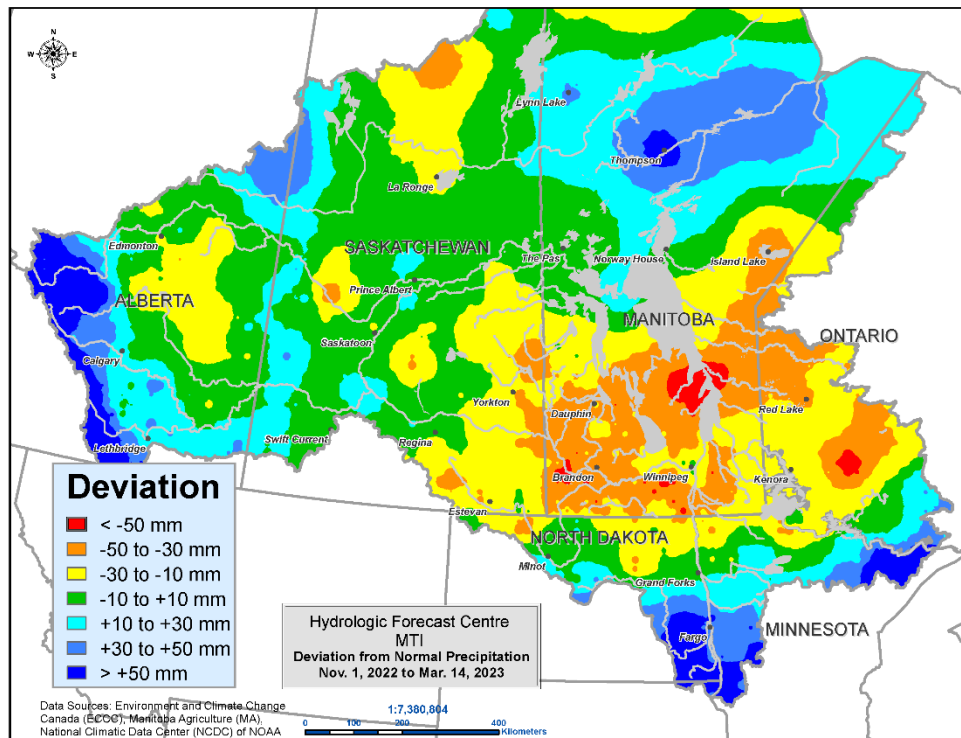 N
W E
S
Lynn Lake
Thompson
La Ronge
Edmonton
SASKATCHEWAN
The Pas
Norway House
Island Lake
Prince Albert
ALBERTA
MANITOBA
ONTARIO
Saskatoon
Calgary
Yorkton
Dauphin
Red Lake
Lethbridge
Swift Current
Regina
Brandon
Winnipeg
Kenora
Estevan
NORTH DAKOTA
Minot
Grand Forks
Fargo
MINNESOTA
Deviation
< -50 mm
-50 to -30 mm
-30 to -10 mm
-10 to +10 mm
+10 to +30 mm
+30 to +50 mm
> +50 mm
Hydrologic Forecast Centre
MTI
Deviation from Normal Precipitation
Nov. 1, 2022 to Mar. 14, 2023
Data Sources: Environment and Climate Change
Canada (ECCC), Manitoba Agriculture (MA),
National Climatic Data Center (NCDC) of NOAA
1:7,380,804
0 50 100 200 300 400
Kilometers